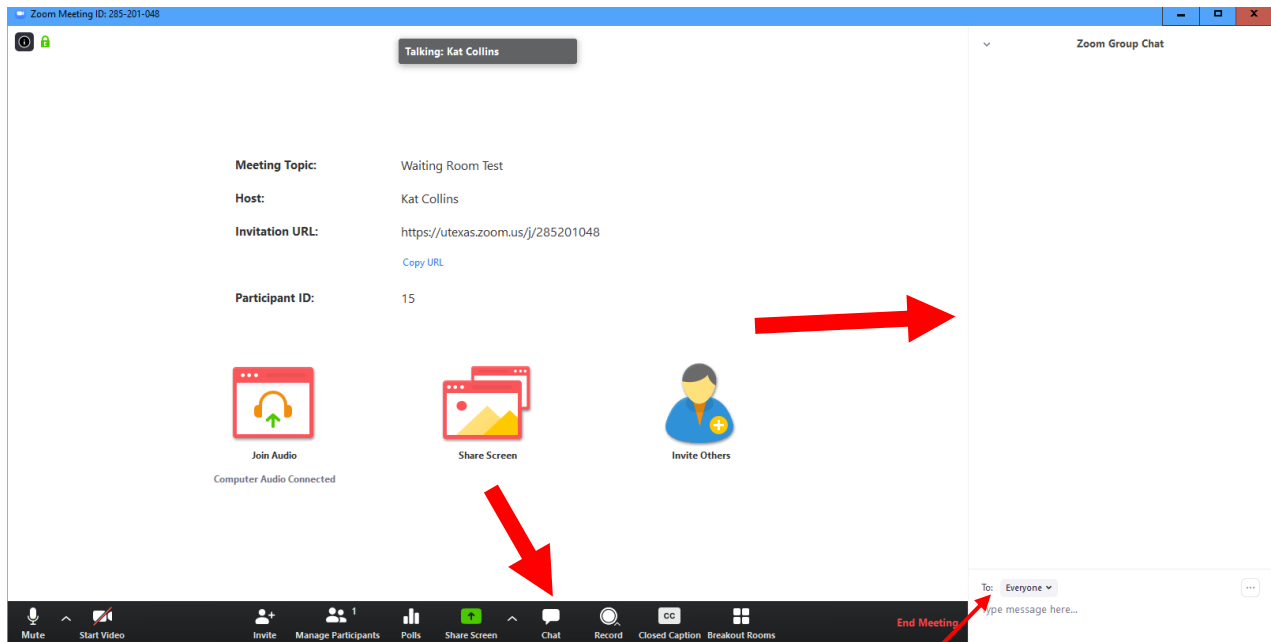 Zoom Meeting ID: 285-201-048
Talking: Kat Collins
Zoom Group Chat
Meeting Topic: Waiting Room Test
Host: Kat Collins
Invitation URL: https://utexas.zoom.us/j/285201048
Copy URL
Participant ID: 15
Join Audio Share Screen Invite Others
Computer Audio Connected
To: Everyone
Type message here...
1
CC
Mute Start Video Invite Manage Participants Polls Share Screen Chat Record Closed Caption Breakout Rooms End Meeting